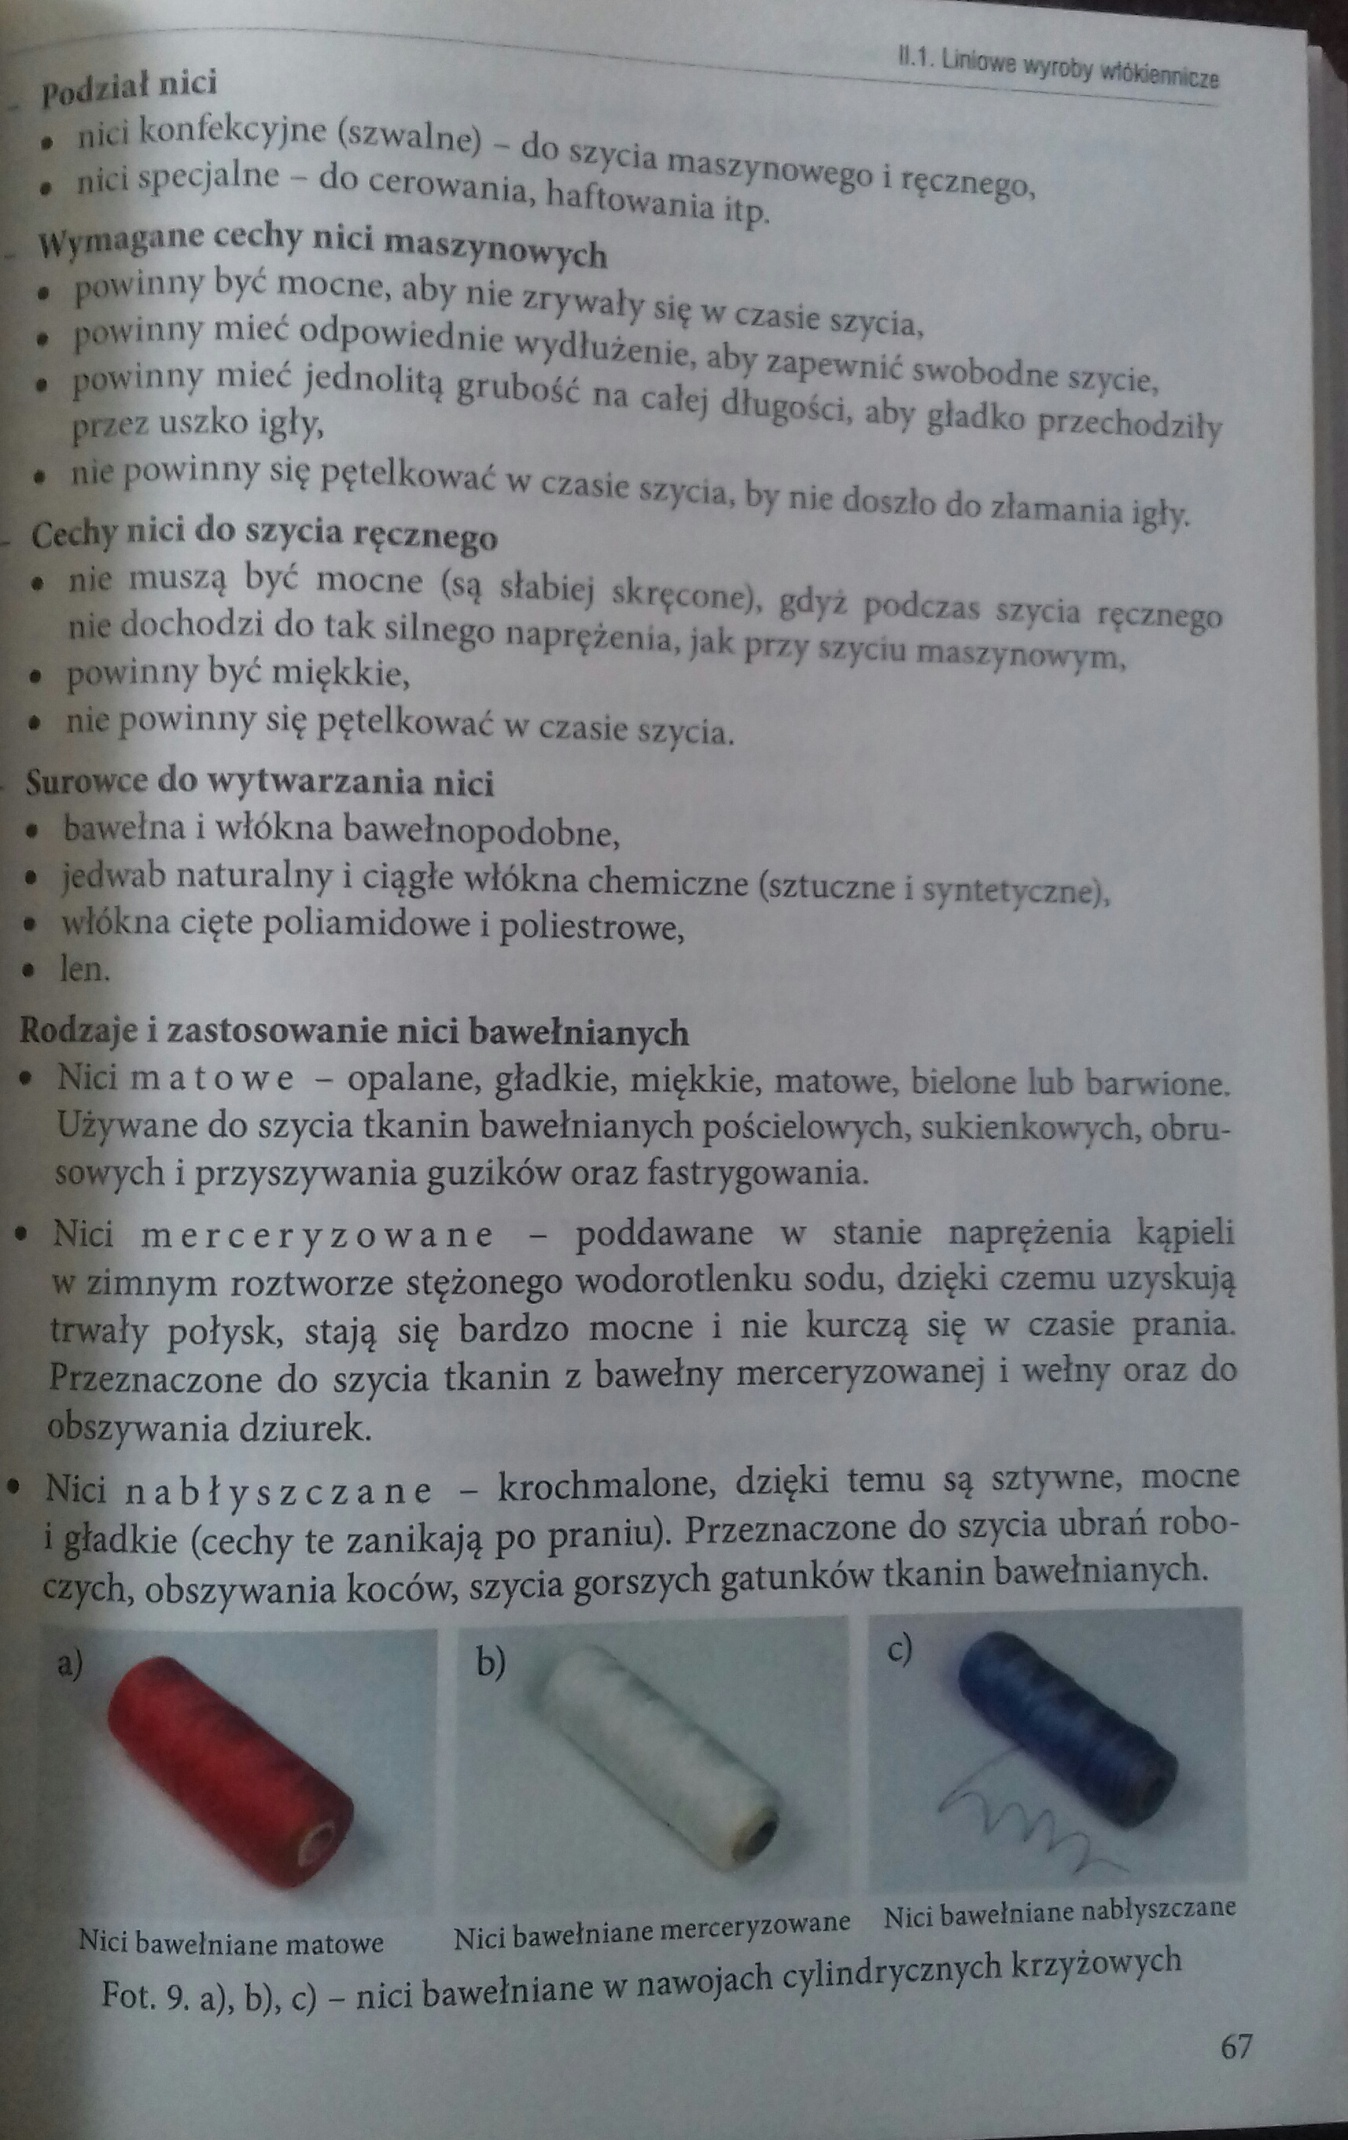 II.1. Liniowe wyroby włókiennicze
– Podział nici
• nici konfekcyjne (szwalne) – do szycia maszynowego i ręcznego,
• nici specjalne – do cerowania, haftowania itp.
– Wymagane cechy nici maszynowych
• powinny być mocne, aby nie zrywały się w czasie szycia,
• powinny mieć odpowiednie wydłużenie, aby zapewnić swobodne szycie,
• powinny mieć jednolitą grubość na całej długości, aby gładko przechodziły
przez uszko igły,
• nie powinny się pętelkować w czasie szycia, by nie doszło do złamania igły.
– Cechy nici do szycia ręcznego
• nie muszą być mocne (są słabiej skręcone), gdyż podczas szycia ręcznego
nie dochodzi do tak silnego naprężenia, jak przy szyciu maszynowym,
• powinny być miękkie,
• nie powinny się pętelkować w czasie szycia.
– Surowce do wytwarzania nici
• bawełna i włókna bawełnopodobne,
• jedwab naturalny i ciągłe włókna chemiczne (sztuczne i syntetyczne),
• włókna cięte poliamidowe i poliestrowe,
• len.
Rodzaje i zastosowanie nici bawełnianych
• Nici matowe – opalane, gładkie, miękkie, matowe, bielone lub barwione.
Używane do szycia tkanin bawełnianych pościelowych, sukienkowych, obru-
sowych i przyszywania guzików oraz fastrygowania.
• Nici merceryzowane – poddawane w stanie naprężenia kąpieli
w zimnym roztworze stężonego wodorotlenku sodu, dzięki czemu uzyskują
trwały połysk, stają się bardzo mocne i nie kurczą się w czasie prania.
Przeznaczone do szycia tkanin z bawełny merceryzowanej i wełny oraz do
obszywania dziurek.
• Nici nabłyszczane – krochmalone, dzięki temu są sztywne, mocne
i gładkie (cechy te zanikają po praniu). Przeznaczone do szycia ubrań robo-
czych, obszywania koców, szycia gorszych gatunków tkanin bawełnianych.
a)
b)
c)
Nici bawełniane matowe
Nici bawełniane merceryzowane
Nici bawełniane nabłyszczane
Fot. 9. a), b), c) – nici bawełniane w nawojach cylindrycznych krzyżowych
67